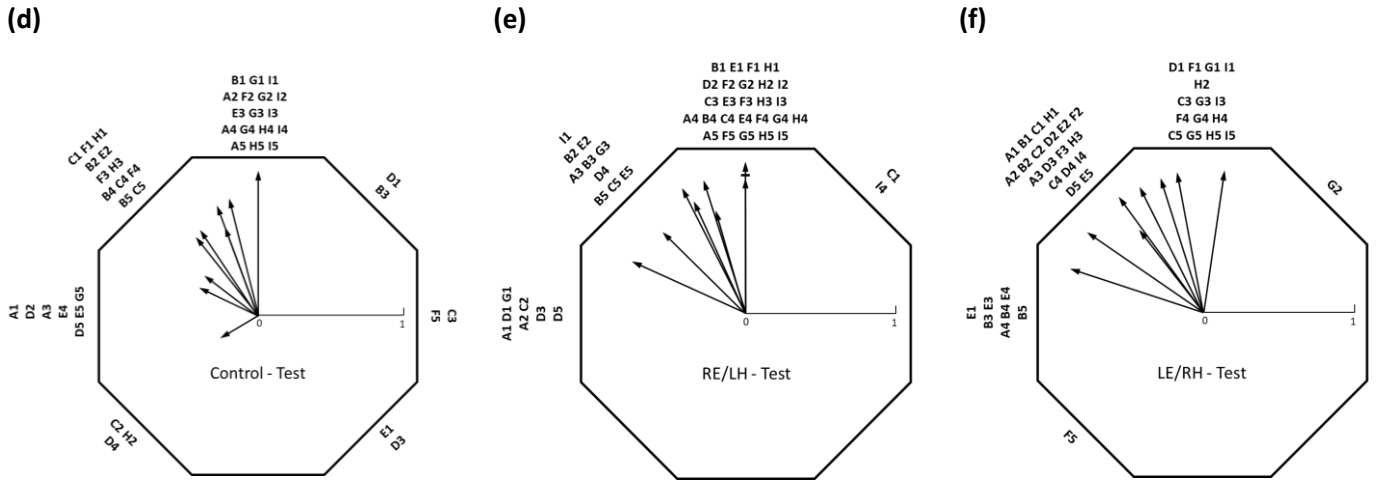 (d)
B1 G1 I1
A2 F2 G2 I2
E3 G3 I3
A4 G4 H4 I4
A5 H5 I5
C1 F1 H1
B2 E2
F3 H3
B4 C4 F4
B5 C5
D1
B3
A1
D2
A3
E4
D5 E5 G5
C3
F5
C2 H2
D4
E1
D3
0
1
Control - Test
(e)
B1 E1 F1 H1
D2 F2 G2 H2 I2
C3 E3 F3 H3 I3
A4 B4 C4 E4 F4 G4 H4
A5 F5 G5 H5 I5
I1
B2 E2
A3 B3 G3
D4
B5 C5 E5
C1
I4
A1 D1 G1
A2 C2
D3
D5
0
1
RE/LH - Test
(f)
D1 F1 G1 I1
H2
C3 G3 I3
F4 G4 H4
C5 G5 H5 I5
A1 B1 C1 H1
A2 B2 C2 D2 E2 F2
A3 D3 F3 H3
C4 D4 I4
D5 E5
G2
E1
B3 E3
A4 B4 E4
B5
F5
0
1
LE/RH - Test